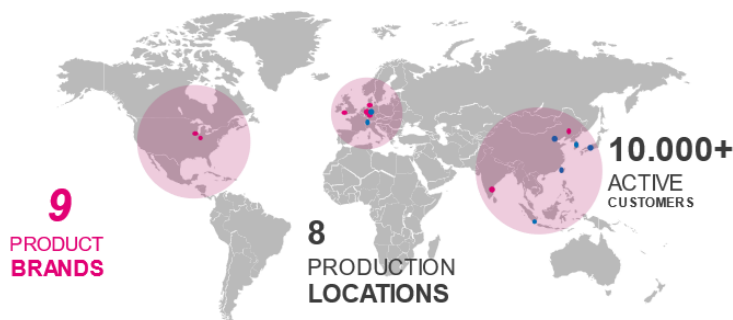 9
PRODUCT
BRANDS
8
PRODUCTION
LOCATIONS
10.000+
ACTIVE
CUSTOMERS